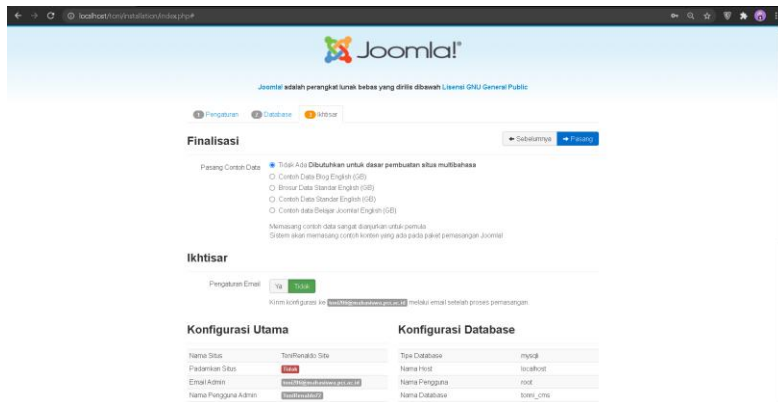 localhost/toni/installation/index.php#
Joomla!®
Joomla! adalah perangkat lunak bebas yang dirilis dibawah Lisensi GNU General Public
1 Pengaturan 2 Database 3 Ikhtisar
Finalisasi
Sebelumnya Pasang
Pasang Contoh Data
Tidak Ada Dibutuhkan untuk dasar pembuatan situs multibahasa
Contoh Data Blog English (GB)
Brosur Data Standar English (GB)
Contoh Data Standar English (GB)
Contoh data Belajar Joomla! English (GB)
Memasang contoh data sangat dianjurkan untuk pemula
Sistem akan memasang contoh konten yang ada pada paket pemasangan Joomla!
Ikhtisar
Pengaturan Email Ya Tidak
Kirim konfigurasi ke melalui email setelah proses pemasangan.
Konfigurasi Utama
Nama Situs ToniRenaldo Site
Padamkan Situs Tidak
Email Admin
Nama Pengguna Admin
Konfigurasi Database
Tipe Database mysqli
Nama Host localhost
Nama Pengguna root
Nama Database